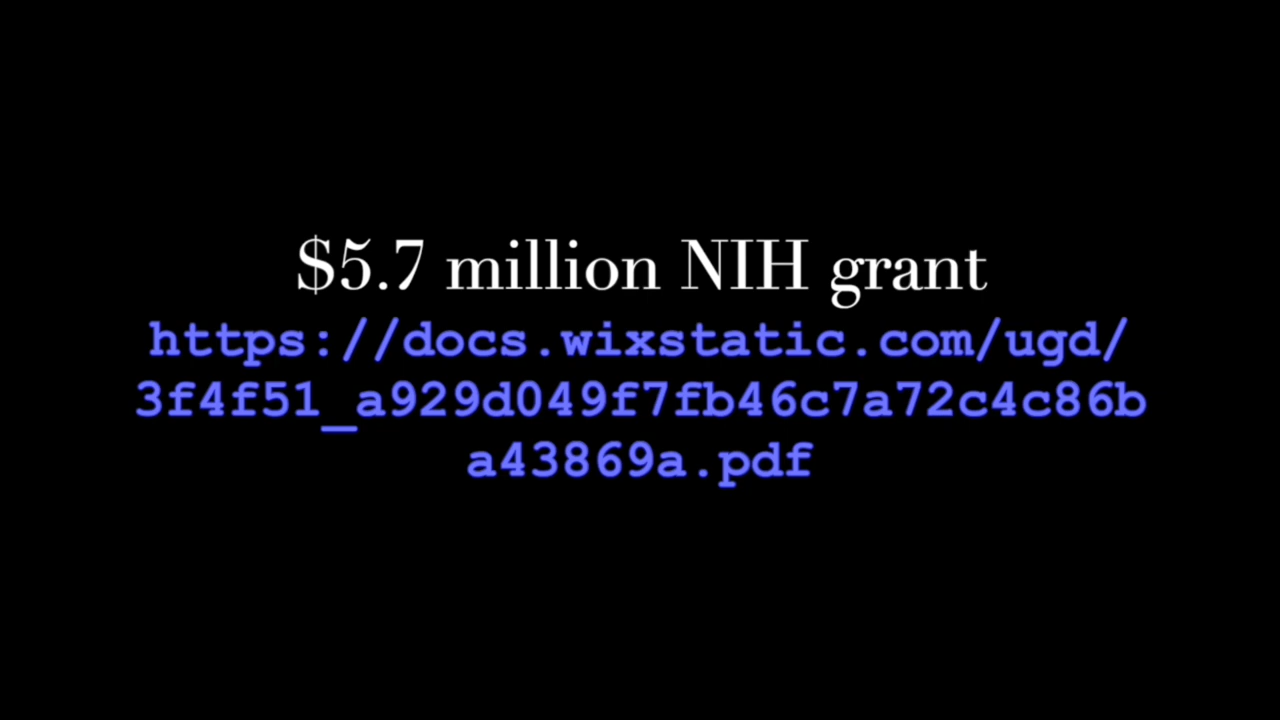 $5.7 million NIH grant
https://docs.wixstatic.com/ugd/
3f4f51_a929d049f7fb46c7a72c4c86b
a43869a.pdf